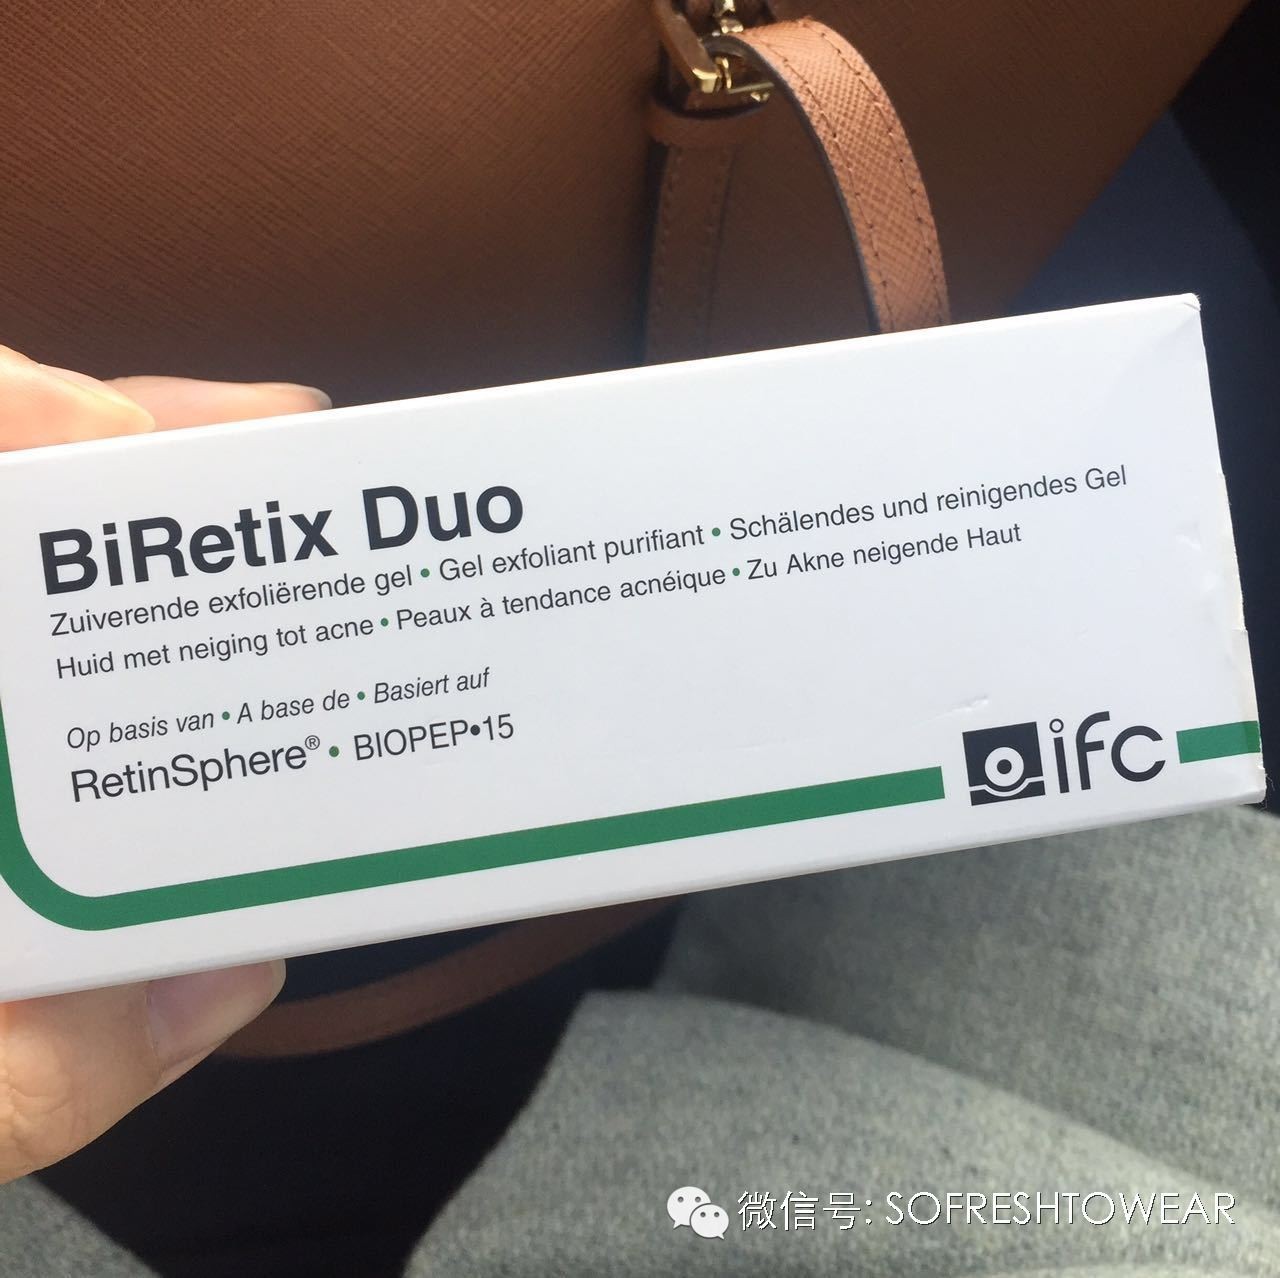 BiRetix Duo
Zuiverende exfoliërende gel • Gel exfoliant purifiant • Schälendes und reinigendes Gel
Huid met neiging tot acne • Peaux à tendance acnéique • Zu Akne neigende Haut
Op basis van • A base de • Basiert auf
RetinSphere® • BIOPEP•15
ifc
微信号: SOFRESHTOWEAR